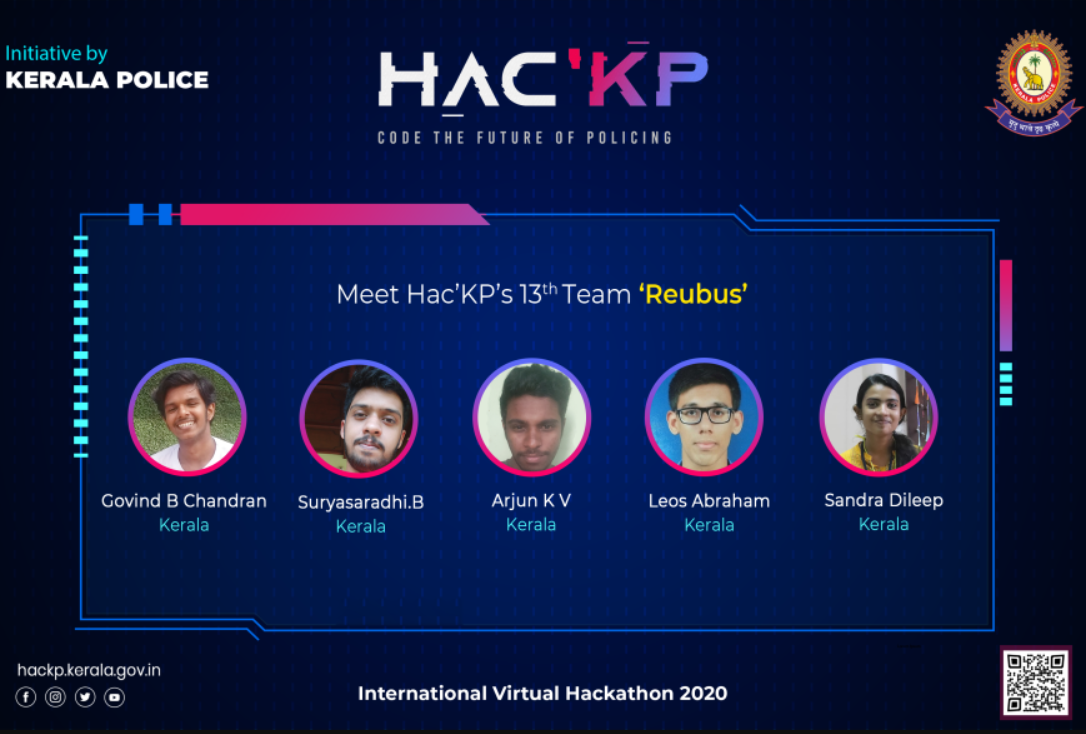 Initiative by
KERALA POLICE
HAC'KP
CODE THE FUTURE OF POLICING
KERALA POLICE
मृदु भावे दृढ कृत्ये
Meet Hac'KP's 13th Team ‘Reubus’
Govind B Chandran
Kerala
Suryasaradhi.B
Kerala
Arjun K V
Kerala
Leos Abraham
Kerala
Sandra Dileep
Kerala
hackp.kerala.gov.in
International Virtual Hackathon 2020